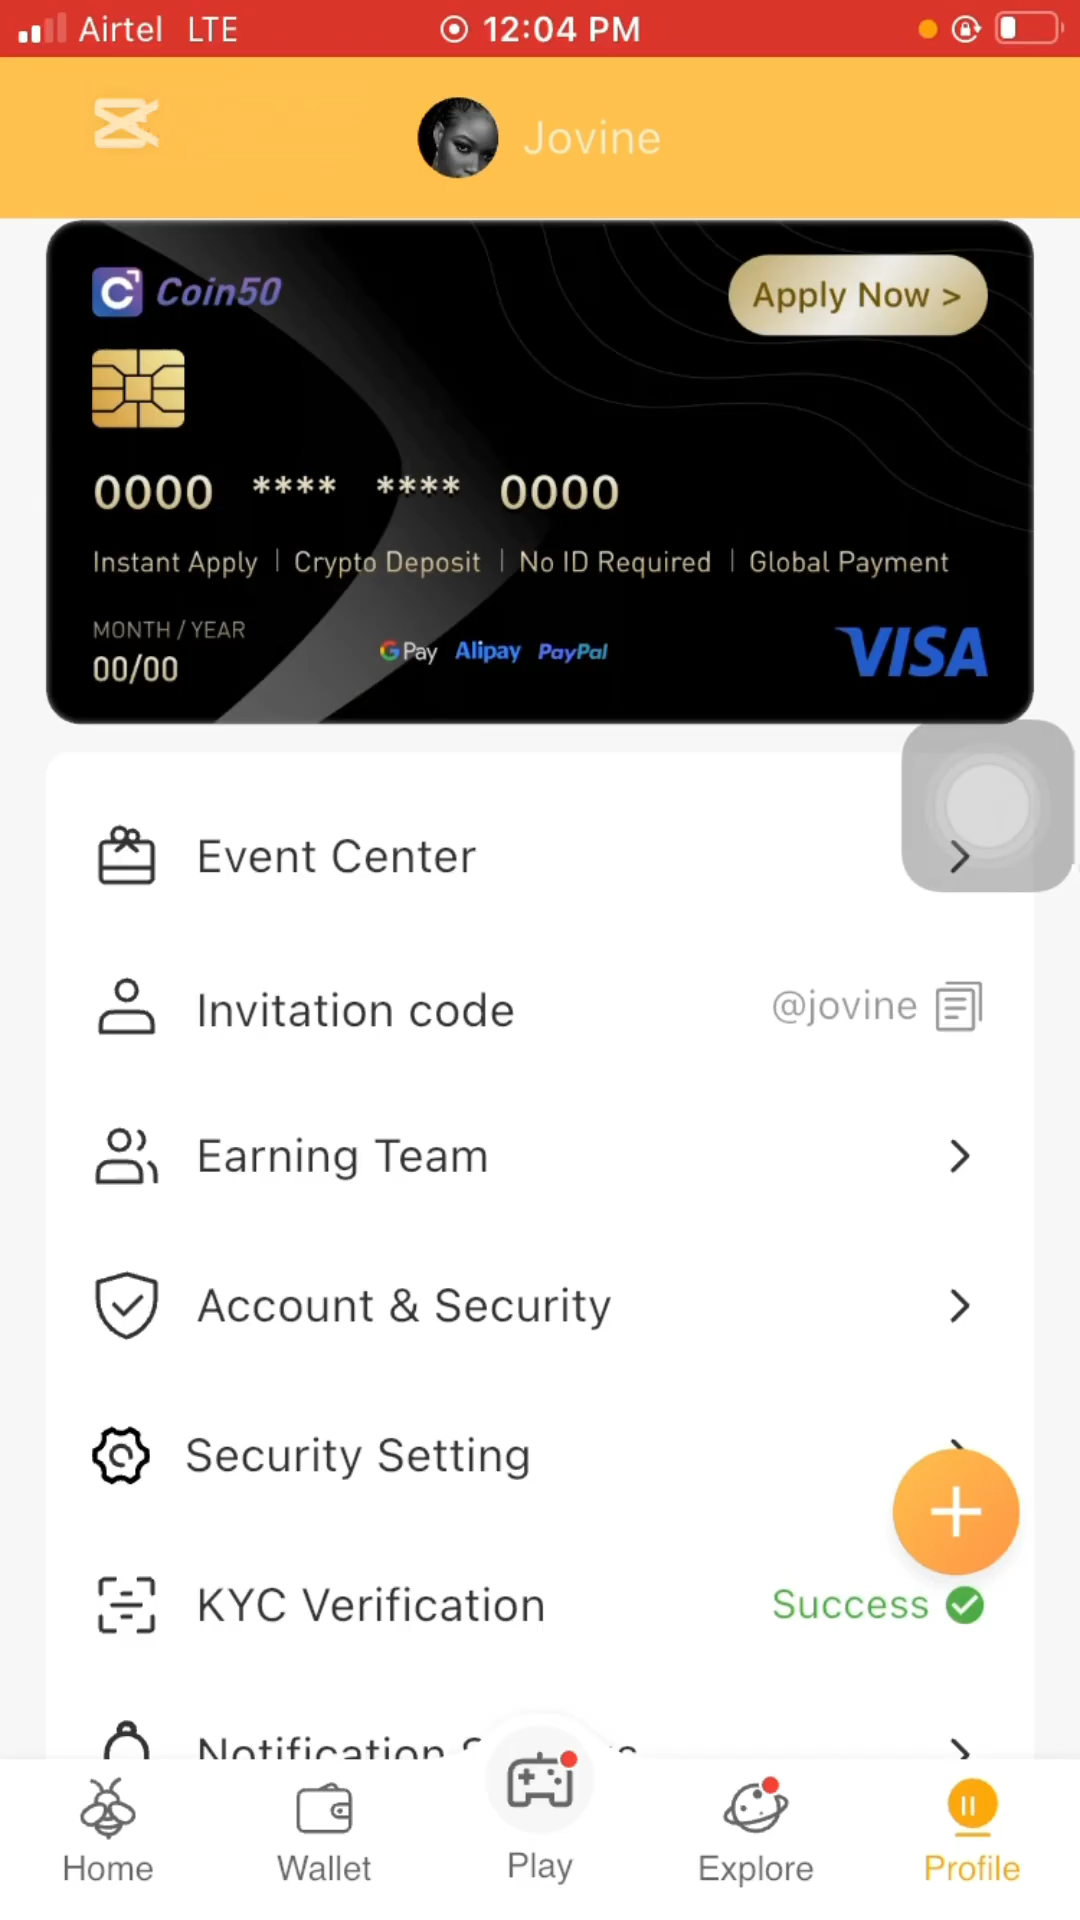 Airtel LTE 12:04 PM
Jovine
Coin50
Apply Now >
0000 **** **** 0000
Instant Apply | Crypto Deposit | No ID Required | Global Payment
MONTH / YEAR
00/00
G Pay Alipay PayPal
VISA
Event Center
Invitation code @jovine
Earning Team
Account & Security
Security Setting
KYC Verification Success
Notification
Home Wallet Play Explore Profile